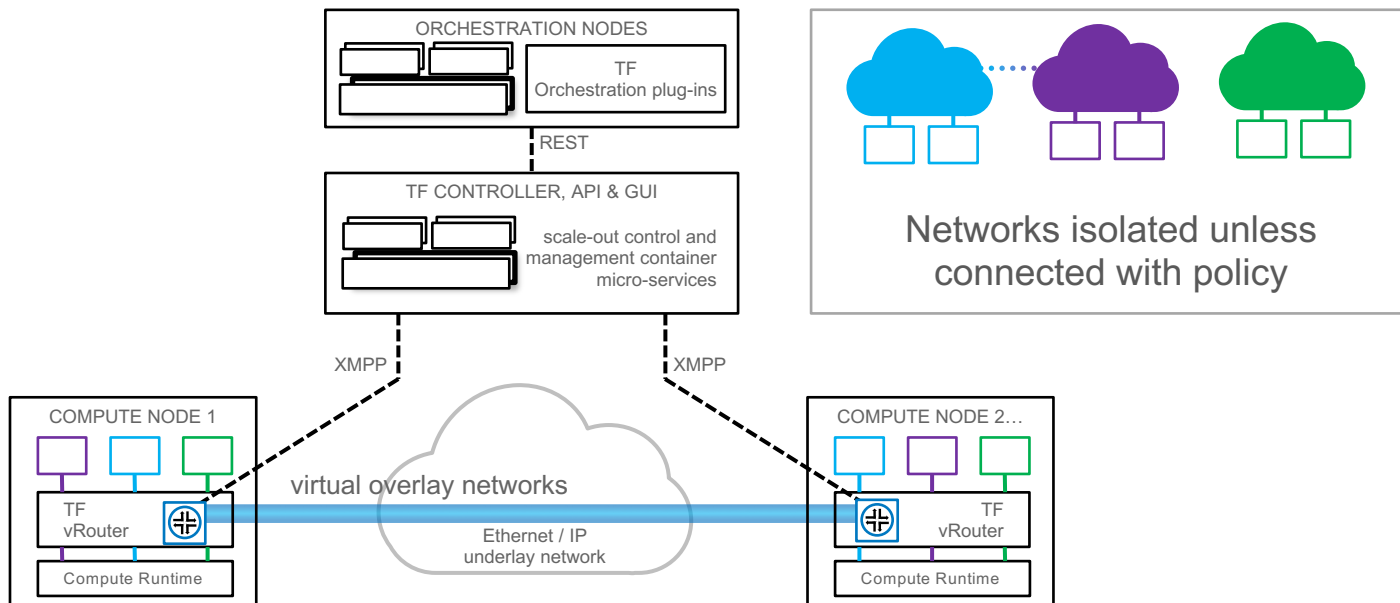 ORCHESTRATION NODES
TF
Orchestration plug-ins
REST
TF CONTROLLER, API & GUI
scale-out control and
management container
micro-services
Networks isolated unless
connected with policy
XMPP
XMPP
COMPUTE NODE 1
TF
vRouter
Compute Runtime
virtual overlay networks
Ethernet / IP
underlay network
COMPUTE NODE 2…
TF
vRouter
Compute Runtime